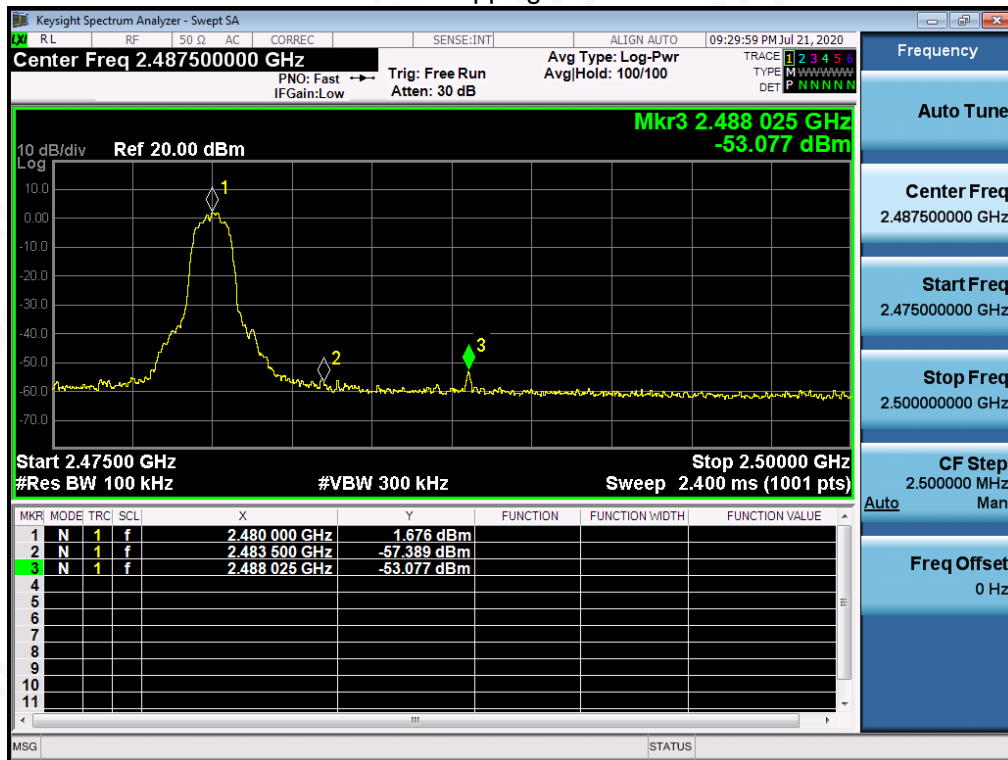 Keysight Spectrum Analyzer - Swept SA
LXI RL RF 50 Ω AC CORREC SENSE:INT ALIGN AUTO 09:29:59 PM Jul 21, 2020
Center Freq 2.487500000 GHz
PNO: Fast
IFGain:Low
Trig: Free Run
Atten: 30 dB
Avg Type: Log-Pwr
Avg|Hold: 100/100
TRACE 1 2 3 4 5 6
TYPE M WWWWW
DET P N N N N N
Mkr3 2.488 025 GHz
-53.077 dBm
10 dB/div Ref 20.00 dBm
Log
10.0
0.00
-10.0
-20.0
-30.0
-40.0
-50.0
-60.0
-70.0
1
2
3
Start 2.47500 GHz Stop 2.50000 GHz
#Res BW 100 kHz #VBW 300 kHz Sweep 2.400 ms (1001 pts)
MKR MODE TRC SCL X Y FUNCTION FUNCTION WIDTH FUNCTION VALUE
1 N 1 f 2.480 000 GHz 1.676 dBm
2 N 1 f 2.483 500 GHz -57.389 dBm
3 N 1 f 2.488 025 GHz -53.077 dBm
4
5
6
7
8
9
10
11
MSG STATUS
Frequency
Auto Tune
Center Freq
2.487500000 GHz
Start Freq
2.475000000 GHz
Stop Freq
2.500000000 GHz
CF Step
2.500000 MHz
Auto Man
Freq Offset
0 Hz